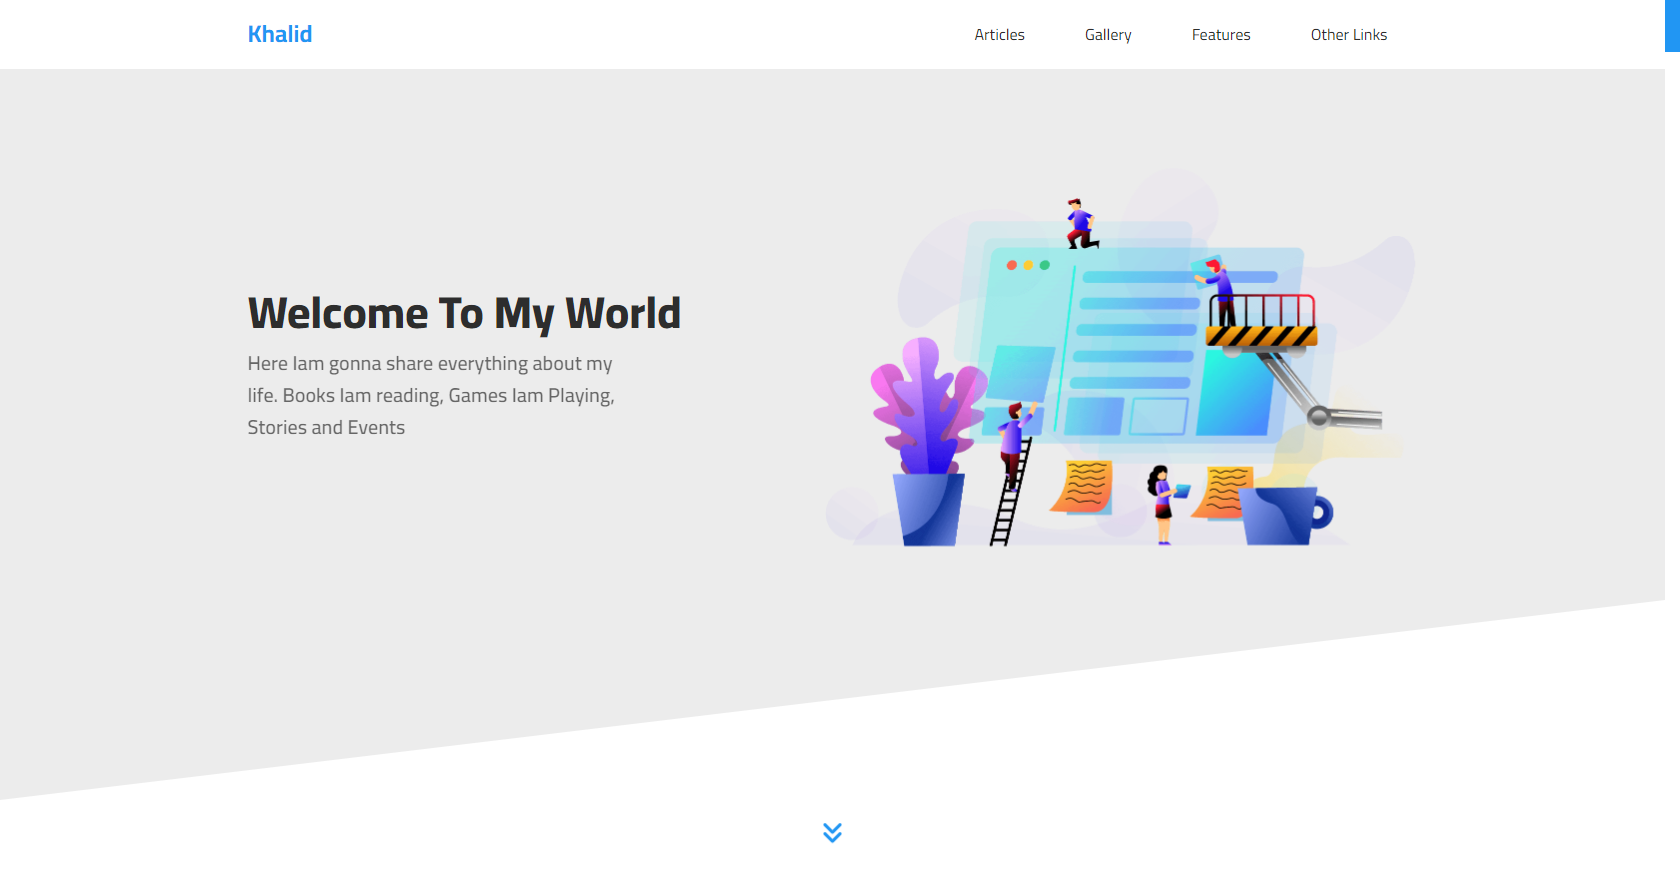 Khalid
Articles
Gallery
Features
Other Links
Welcome To My World
Here Iam gonna share everything about my
life. Books Iam reading, Games Iam Playing,
Stories and Events